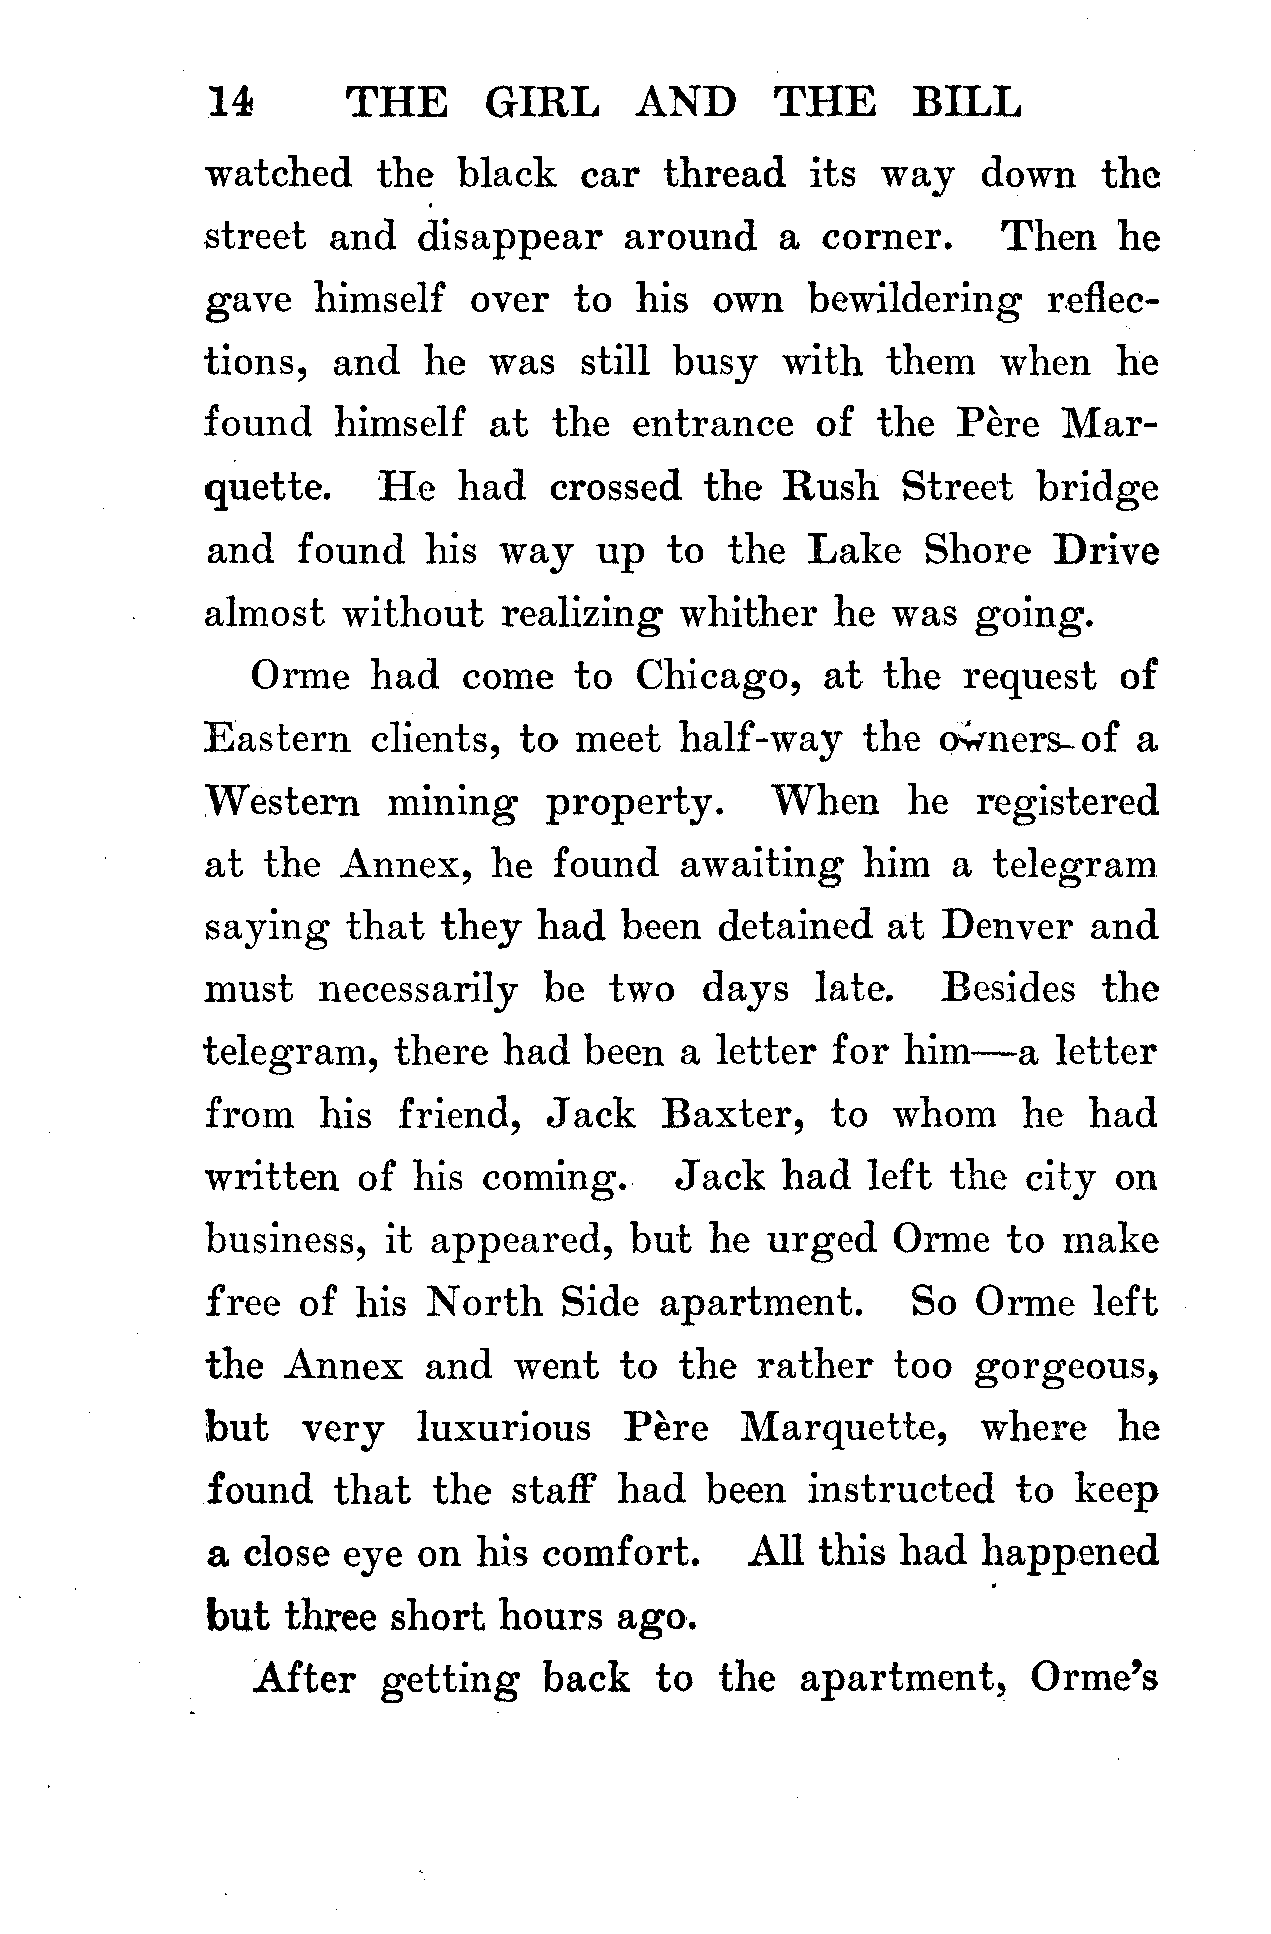 14 THE GIRL AND THE BILL
watched the black car thread its way down the
street and disappear around a corner. Then he
gave himself over to his own bewildering reflec-
tions, and he was still busy with them when he
found himself at the entrance of the Père Mar-
quette. He had crossed the Rush Street bridge
and found his way up to the Lake Shore Drive
almost without realizing whither he was going.
Orme had come to Chicago, at the request of
Eastern clients, to meet half-way the owners of a
Western mining property. When he registered
at the Annex, he found awaiting him a telegram
saying that they had been detained at Denver and
must necessarily be two days late. Besides the
telegram, there had been a letter for him—a letter
from his friend, Jack Baxter, to whom he had
written of his coming. Jack had left the city on
business, it appeared, but he urged Orme to make
free of his North Side apartment. So Orme left
the Annex and went to the rather too gorgeous,
but very luxurious Père Marquette, where he
found that the staff had been instructed to keep
a close eye on his comfort. All this had happened
but three short hours ago.
After getting back to the apartment, Orme's